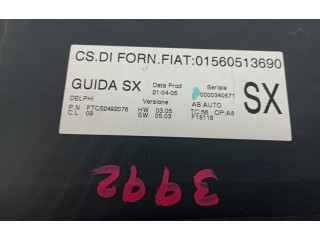 CS.DI FORN.FIAT:01560513690
GUIDA SX Data Prod Seriale SX
DELPHI 21-04-05 0000340671
Versione AB AUTO
P.N FTC52492076 HW 03.05 TC:56 OP:A8
C.L 09 SW 05.03 F18118
3992